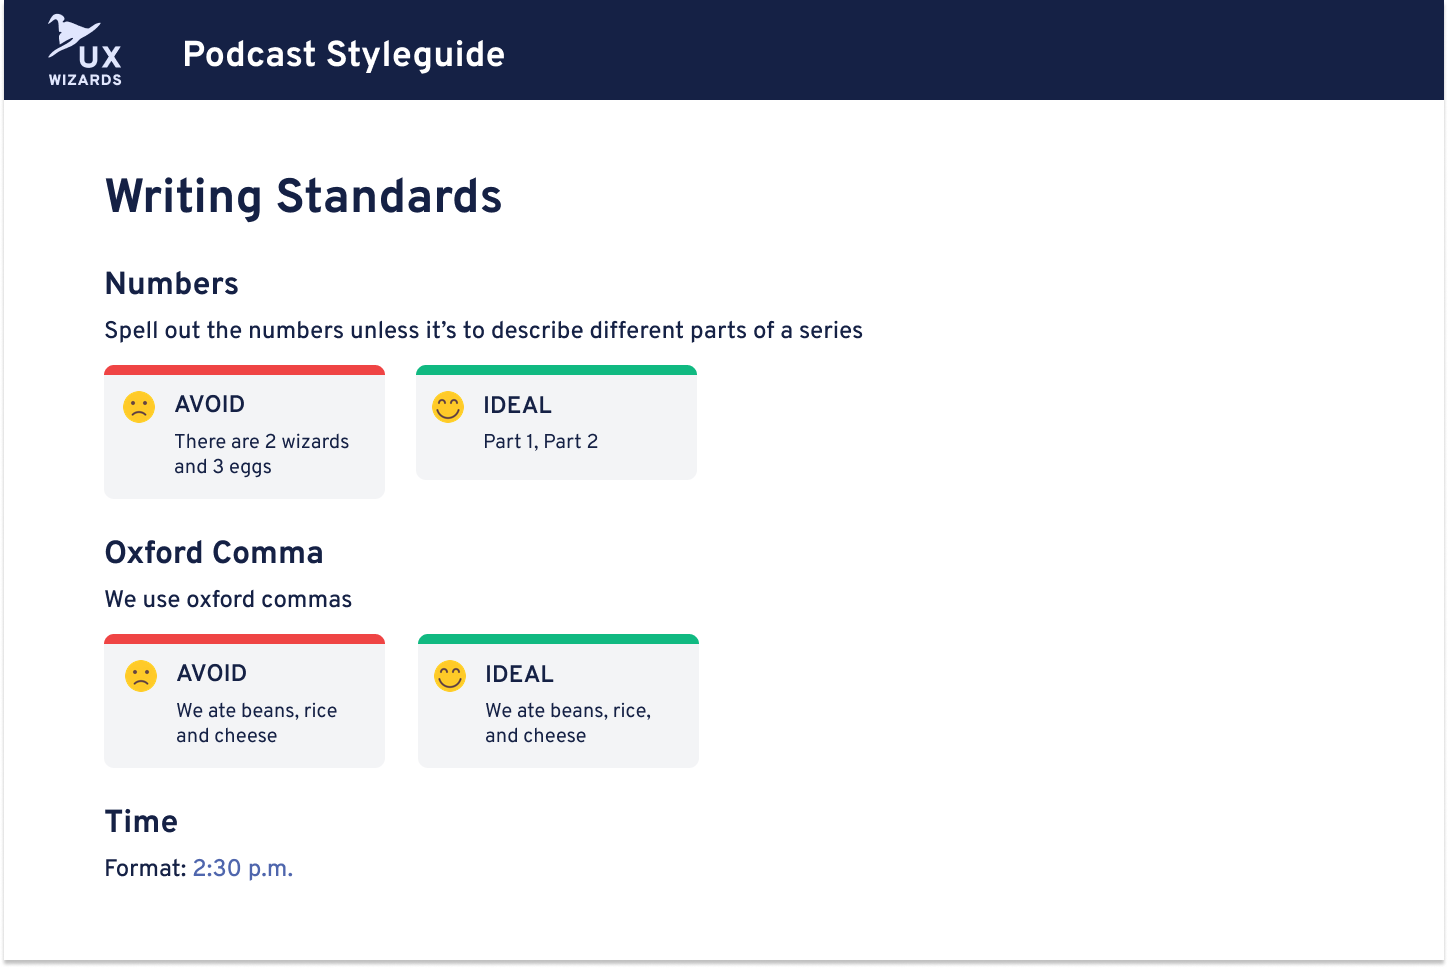 UX
WIZARDS
Podcast Styleguide
Writing Standards
Numbers
Spell out the numbers unless it’s to describe different parts of a series
AVOID
There are 2 wizards
and 3 eggs
IDEAL
Part 1, Part 2
Oxford Comma
We use oxford commas
AVOID
We ate beans, rice
and cheese
IDEAL
We ate beans, rice,
and cheese
Time
Format: 2:30 p.m.